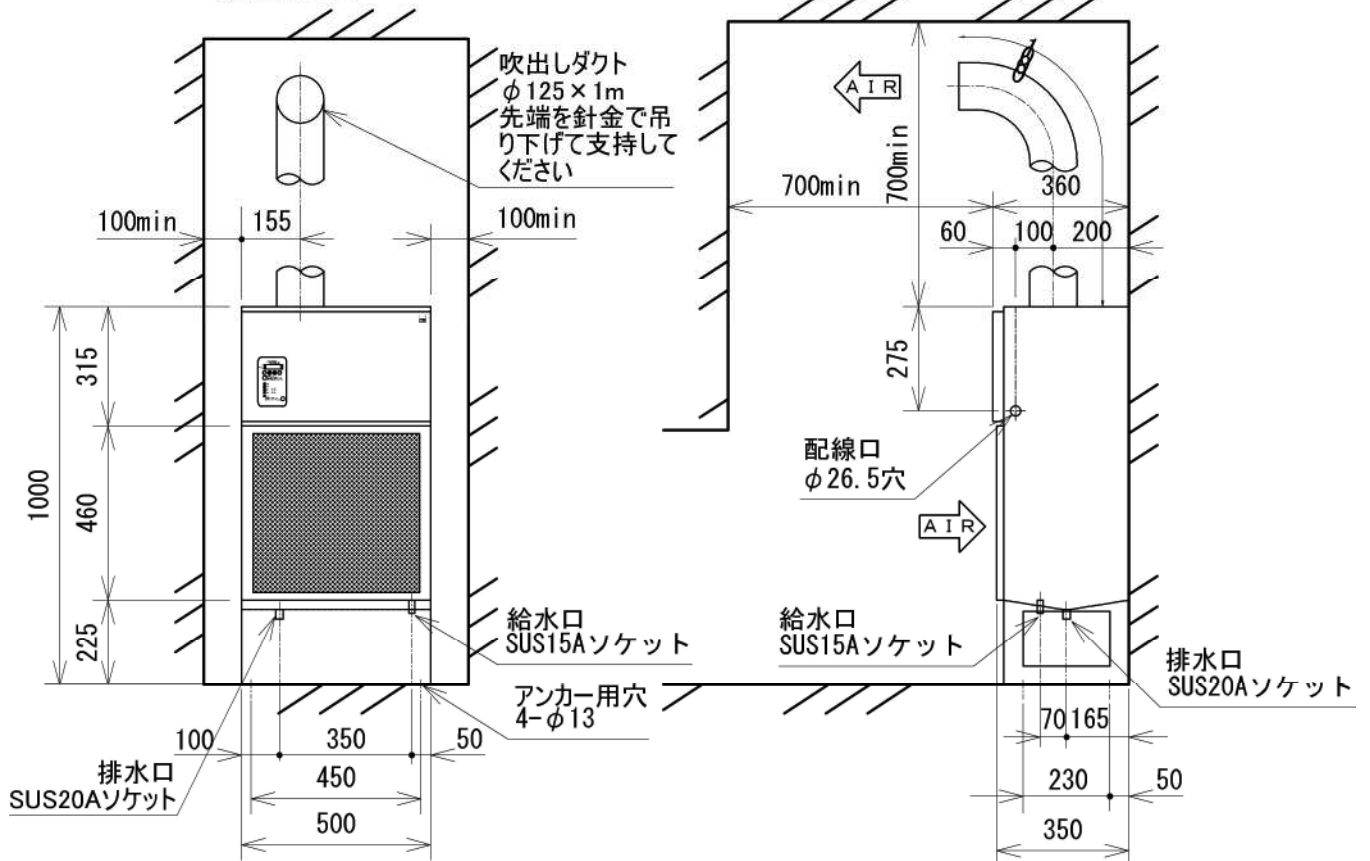 吹出しダクト
φ125×1m
先端を針金で吊
り下げて支持して
ください
100min
155
100min
315
460
225
1000
給水口
SUS15Aソケット
アンカー用穴
4-φ13
100
350
50
排水口
SUS20Aソケット
450
500
AIR
700min
700min
360
60
100
200
275
配線口
φ26.5穴
AIR
給水口
SUS15Aソケット
排水口
SUS20Aソケット
70
165
230
50
350